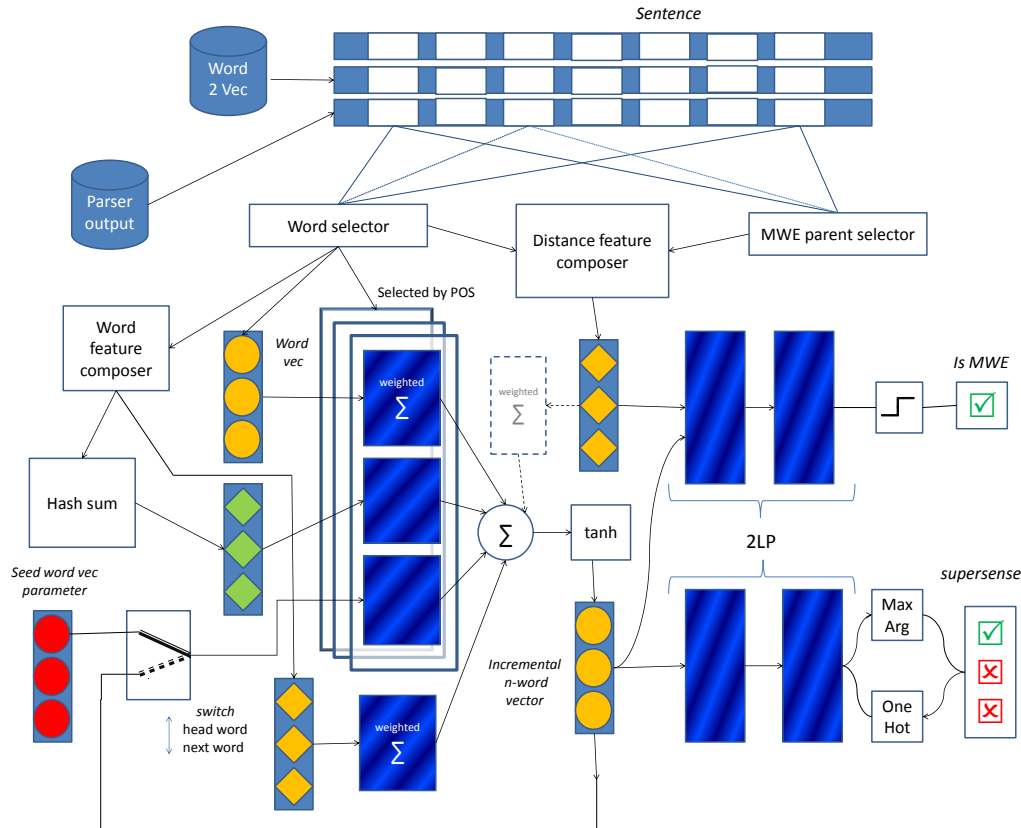 Sentence
Word
2 Vec
Parser
output
Word selector
Distance feature
composer
MWE parent selector
Selected by POS
Word
feature
composer
Word
vec
weighted
Σ
weighted
Σ
Is MWE
Hash sum
Σ
tanh
2LP
Seed word vec
parameter
supersense
Max
Arg
One
Hot
Incremental
n-word
vector
switch
head word
next word
weighted
Σ